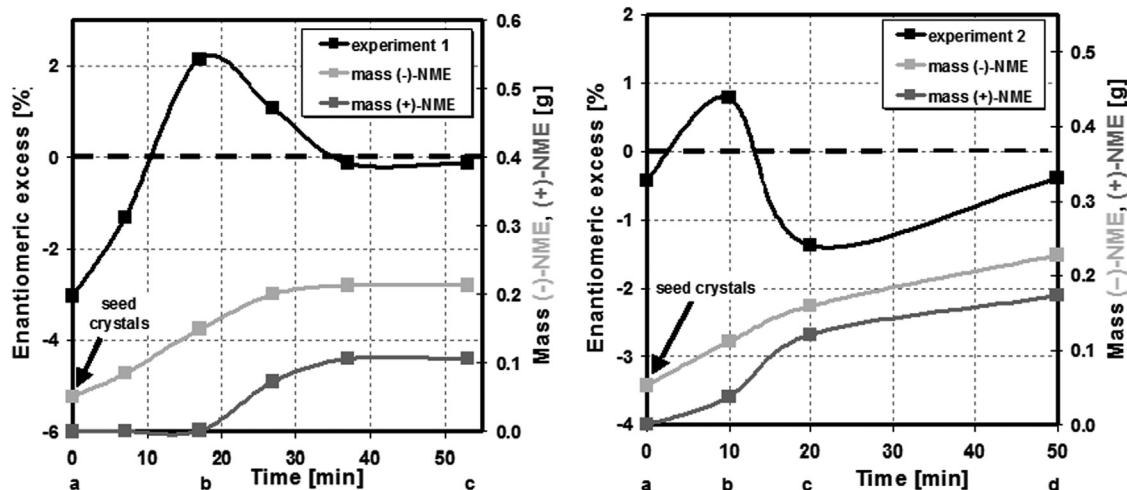 Enantiomeric excess [%]
2
0
-2
-4
-6
experiment 1
mass (-)-NME
mass (+)-NME
seed
crystals
0.6
0.5
0.4
0.3
0.2
0.1
0.0
Mass (-)-NME, (+)-NME [g]
0 10 20 30 40 50
Time [min]
a b c
Enantiomeric excess [%
2
1
0
-1
-2
-3
-4
experiment 2
mass (-)-NME
mass (+)-NME
seed crystals
0.5
0.4
0.3
0.2
0.1
0.0
Mass (−)-NME, (+)-NME [g]
0 10 20 30 40 50
Time [min]
a b c d